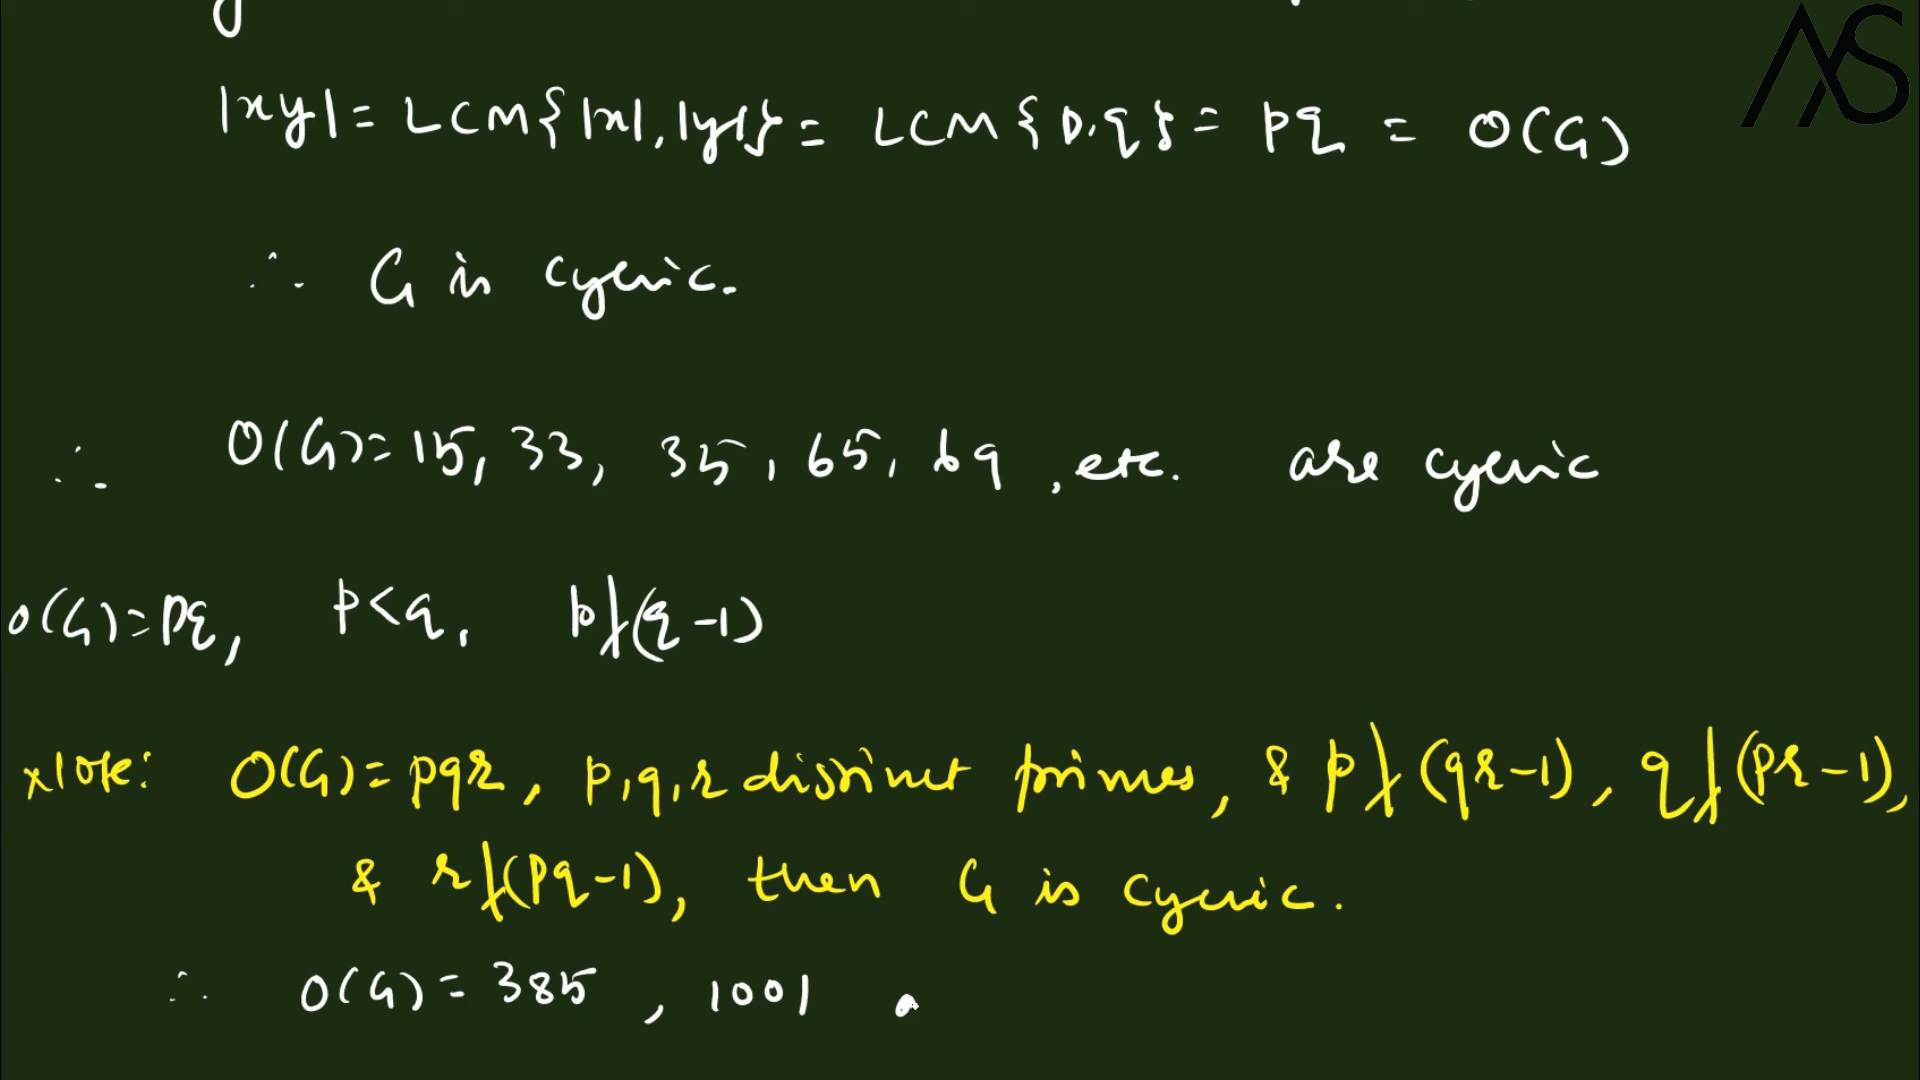 |xy| = LCM{|x|, |y|} = LCM{p, q} = pq = O(G)
AS
∴ G is cyclic.
∴ O(G) = 15, 33, 35, 65, 69, etc. are cyclic
O(G) = pq, p<q, p∤(q-1)
Note: O(G) = pqr, p,q,r distinct primes, & p∤(qr-1), q∤(pr-1),
& r∤(pq-1), then G is cyclic.
∴ O(G) = 385, 1001